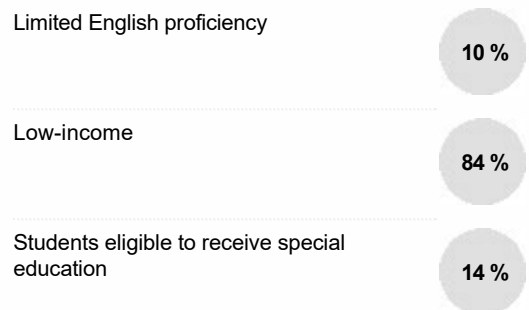 Limited English proficiency
10 %
Low-income
84 %
Students eligible to receive special
education
14 %